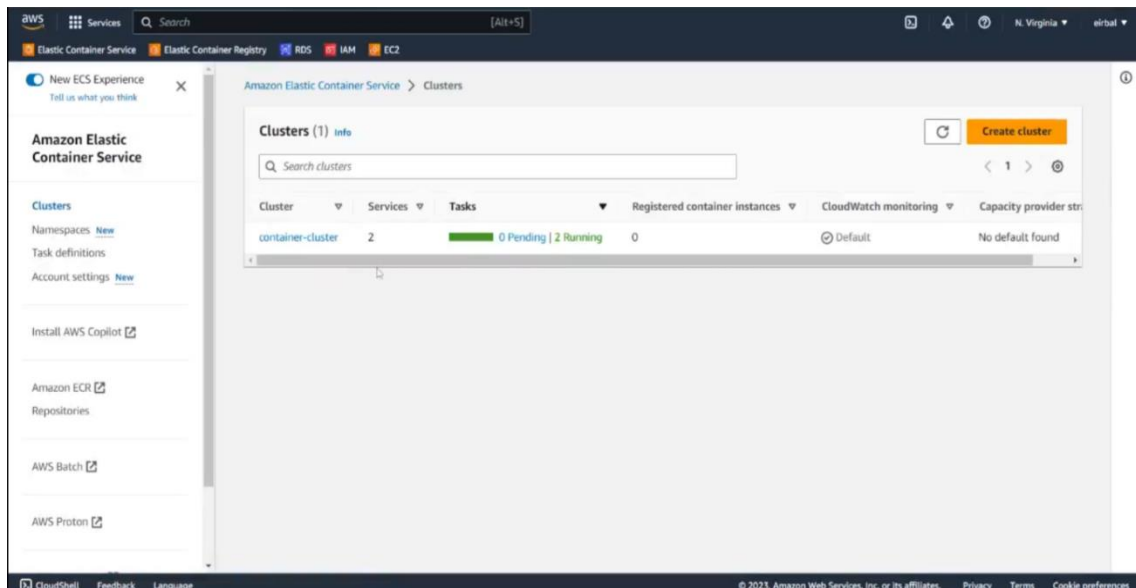 aws Services Search [Alt+S] N. Virginia eirbal
Elastic Container Service Elastic Container Registry RDS IAM EC2
New ECS Experience
Tell us what you think
Amazon Elastic Container Service > Clusters
Clusters (1) Info
Create cluster
Amazon Elastic
Container Service
Search clusters
1
Clusters
Cluster Services Tasks Registered container instances CloudWatch monitoring Capacity provider str
Namespaces New
container-cluster 2 0 Pending | 2 Running 0 Default No default found
Task definitions
Account settings New
Install AWS Copilot
Amazon ECR
Repositories
AWS Batch
AWS Proton
CloudShell Feedback Language © 2023, Amazon Web Services, Inc. or its affiliates. Privacy Terms Cookie preferences